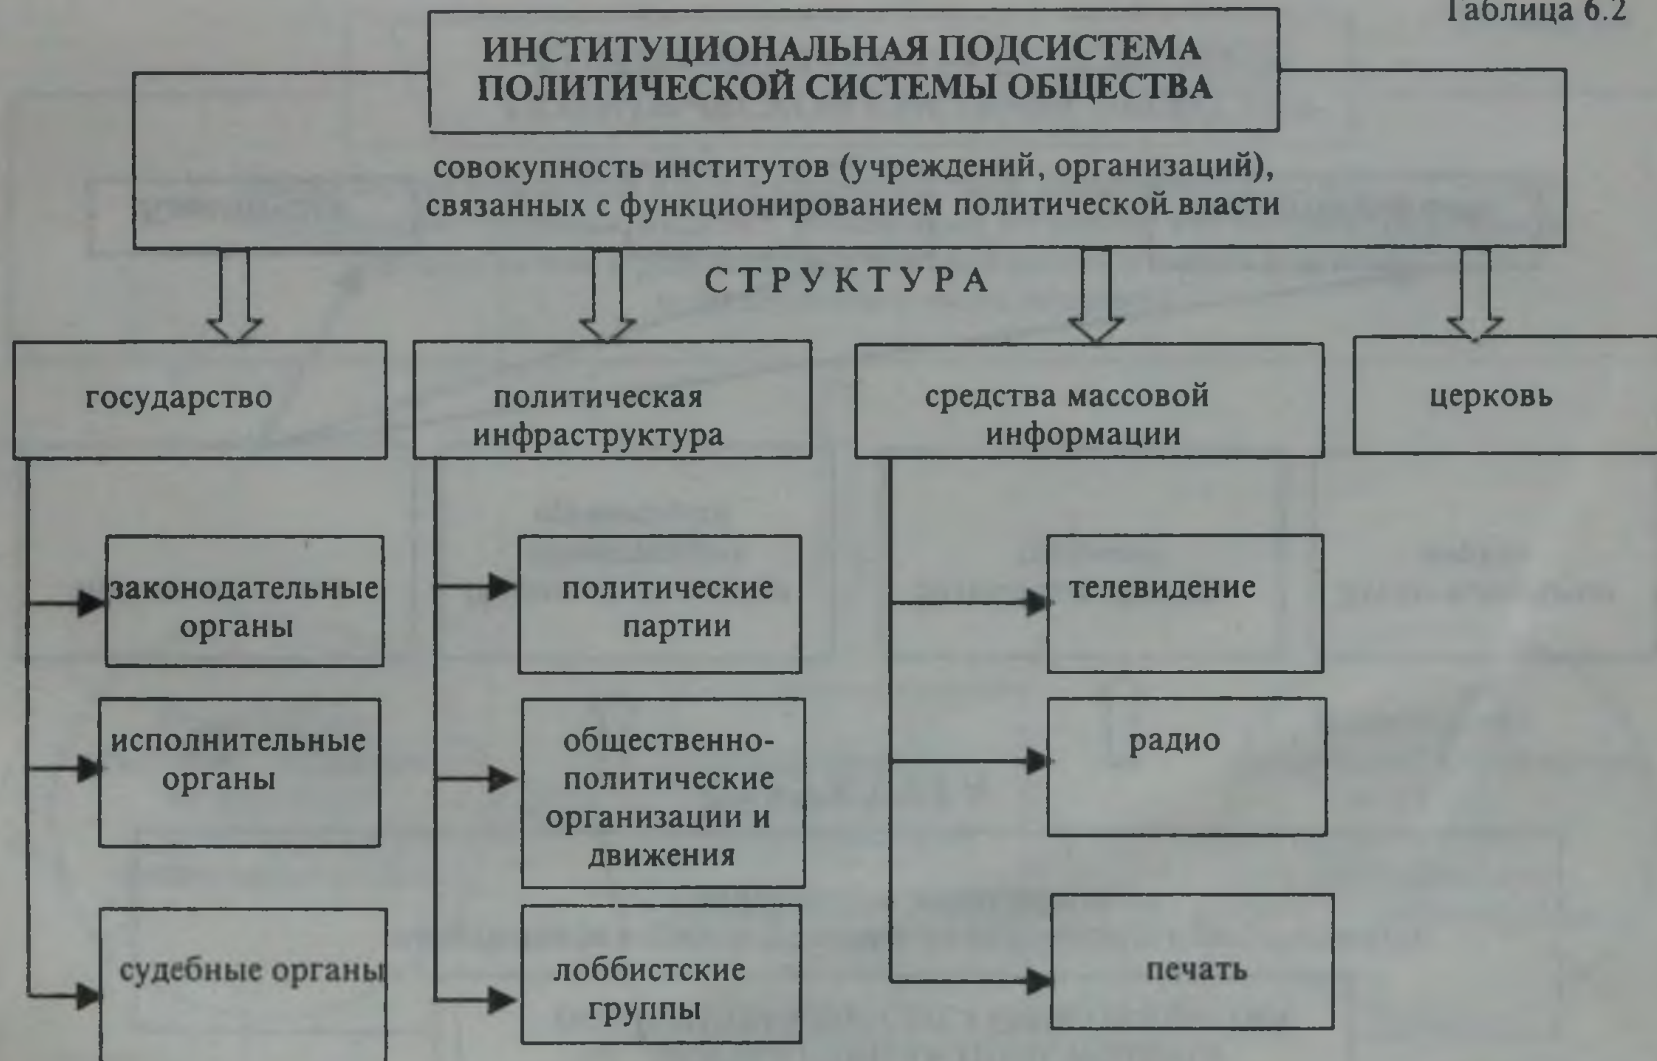 Таблица 6.2
ИНСТИТУЦИОНАЛЬНАЯ ПОДСИСТЕМА
ПОЛИТИЧЕСКОЙ СИСТЕМЫ ОБЩЕСТВА
совокупность институтов (учреждений, организаций),
связанных с функционированием политической власти
СТРУКТУРА
государство
политическая
инфраструктура
средства массовой
информации
церковь
законодательные
органы
политические
партии
телевидение
исполнительные
органы
общественно-
политические
организации и
движения
радио
судебные органы
лоббистские
группы
печать